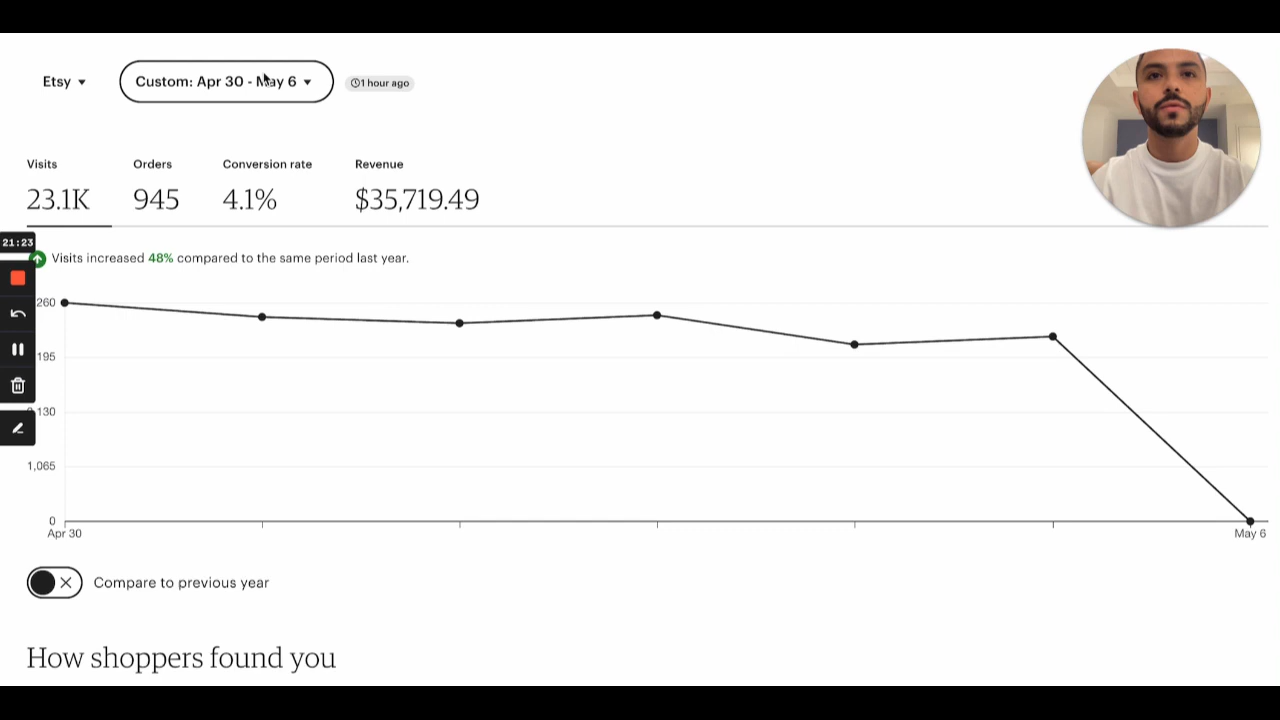 Etsy
Custom: Apr 30 - May 6
1 hour ago
Visits
Orders
Conversion rate
Revenue
23.1K
945
4.1%
$35,719.49
21:23
Visits increased 48% compared to the same period last year.
260
195
130
1,065
0
Apr 30
May 6
Compare to previous year
How shoppers found you